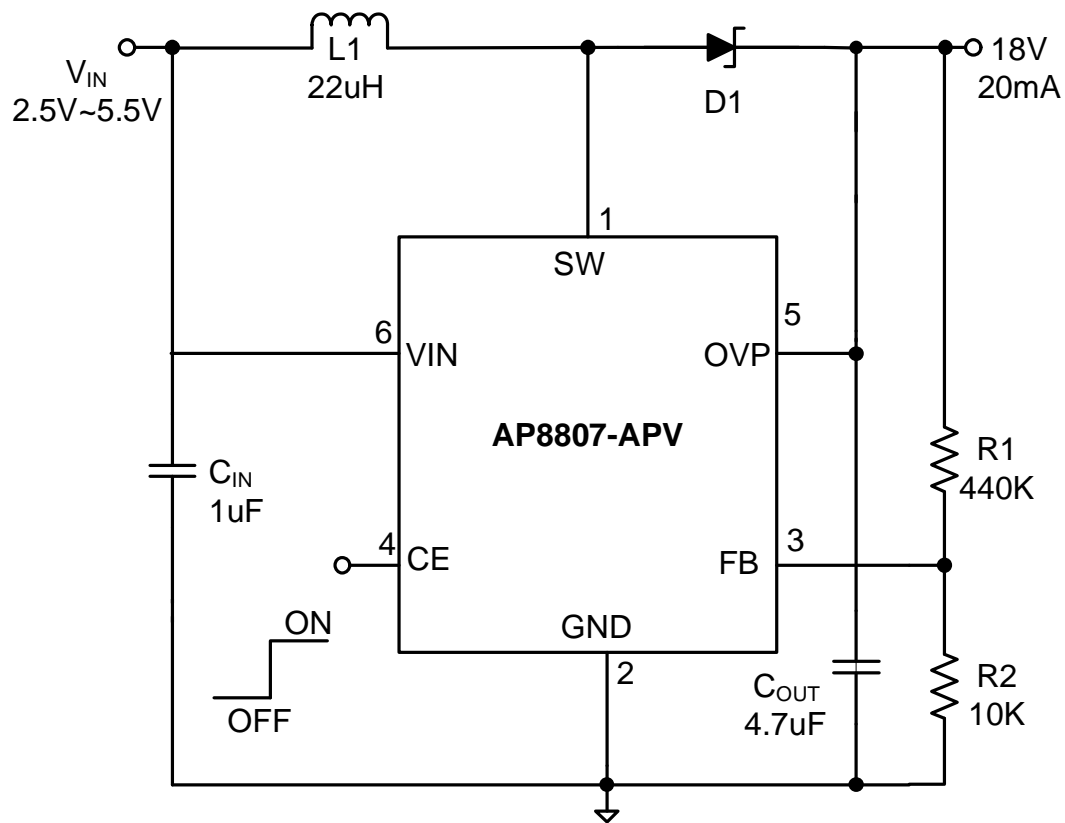 V_IN
2.5V~5.5V
L1
22uH
D1
18V
20mA
1
SW
6
VIN
5
OVP
AP8807-APV
C_IN
1uF
R1
440K
4
CE
3
FB
ON
OFF
GND
2
C_OUT
4.7uF
R2
10K